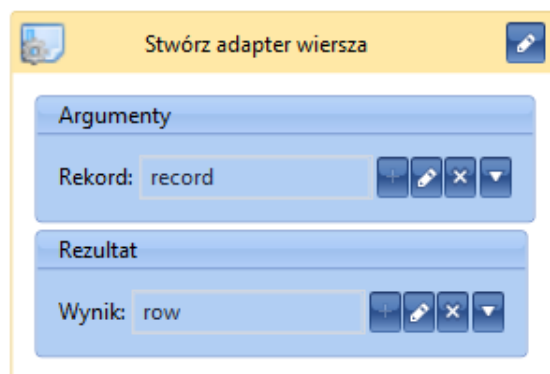 Stwórz adapter wiersza
Argumenty
Rekord: record
Rezultat
Wynik: row